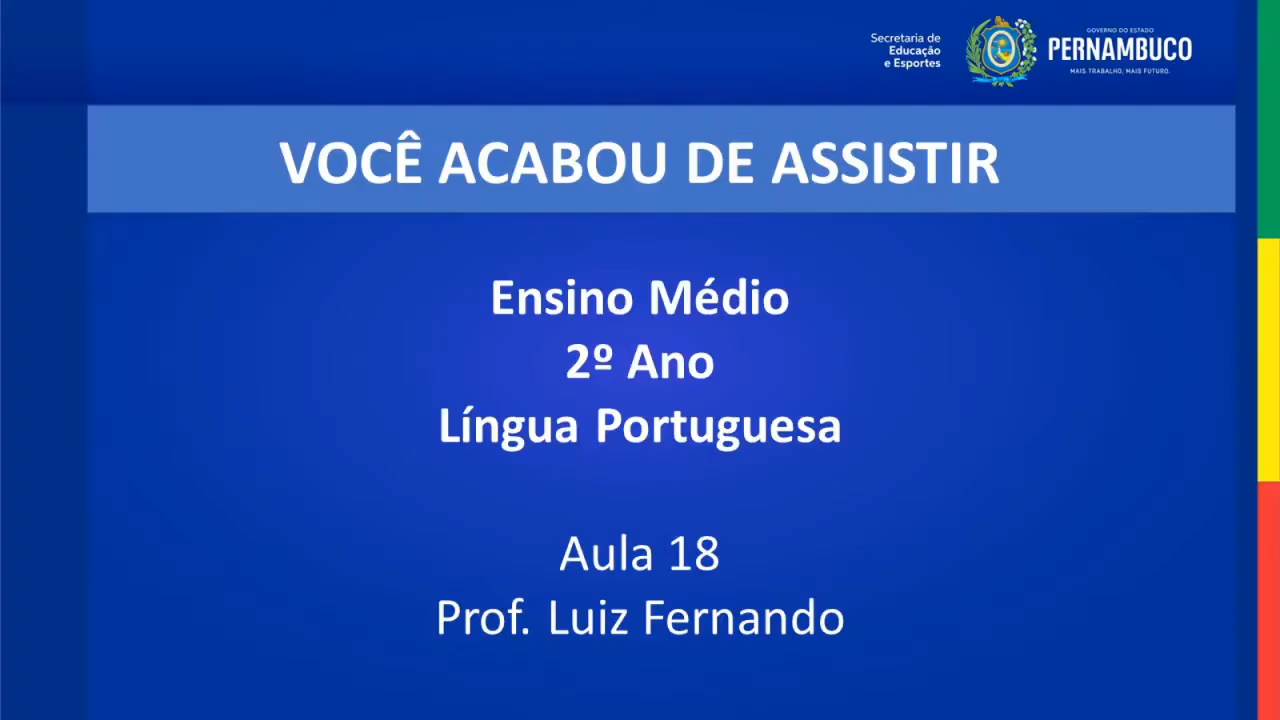 Secretaria de
Educação
e Esportes
GOVERNO DO ESTADO
PERNAMBUCO
MAIS TRABALHO, MAIS FUTURO.
VOCÊ ACABOU DE ASSISTIR
Ensino Médio
2º Ano
Língua Portuguesa
Aula 18
Prof. Luiz Fernando